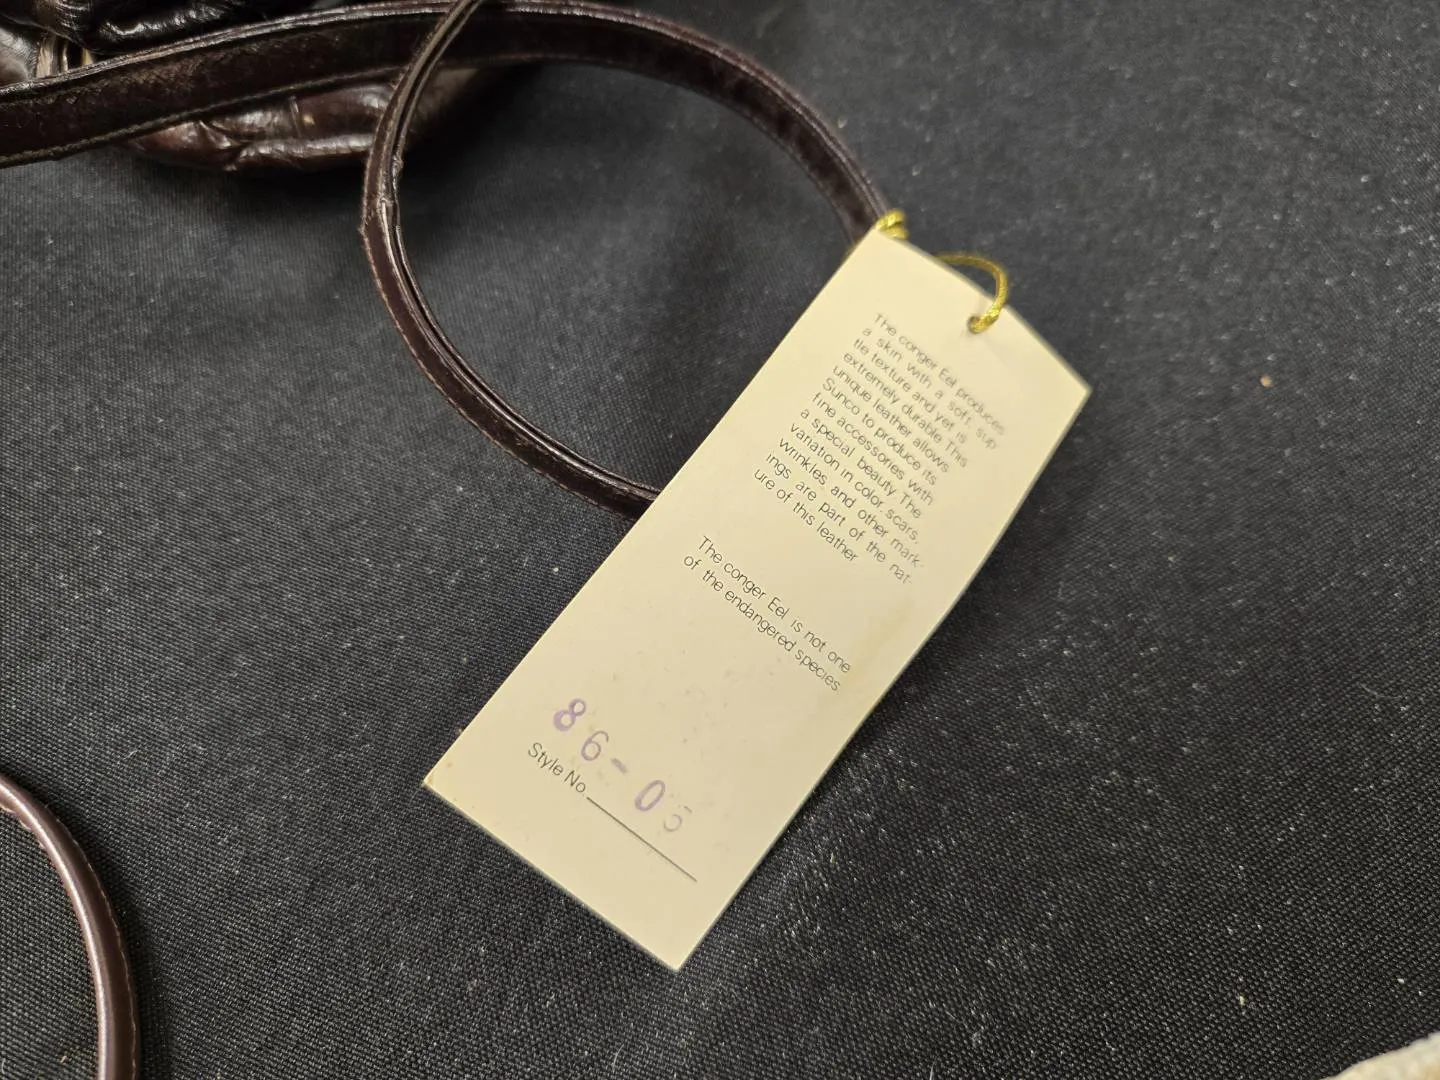 The conger Eel produces
a skin with a soft, sup
tle texture and yet is
extremely durable. This
unique leather allows
Sunco to produce its
fine accessories with
a special beauty. The
variation in color, scars,
wrinkles and other mark-
ings are part of the nat-
ure of this leather
The conger Eel is not one
of the endangered species
86-05
Style No.